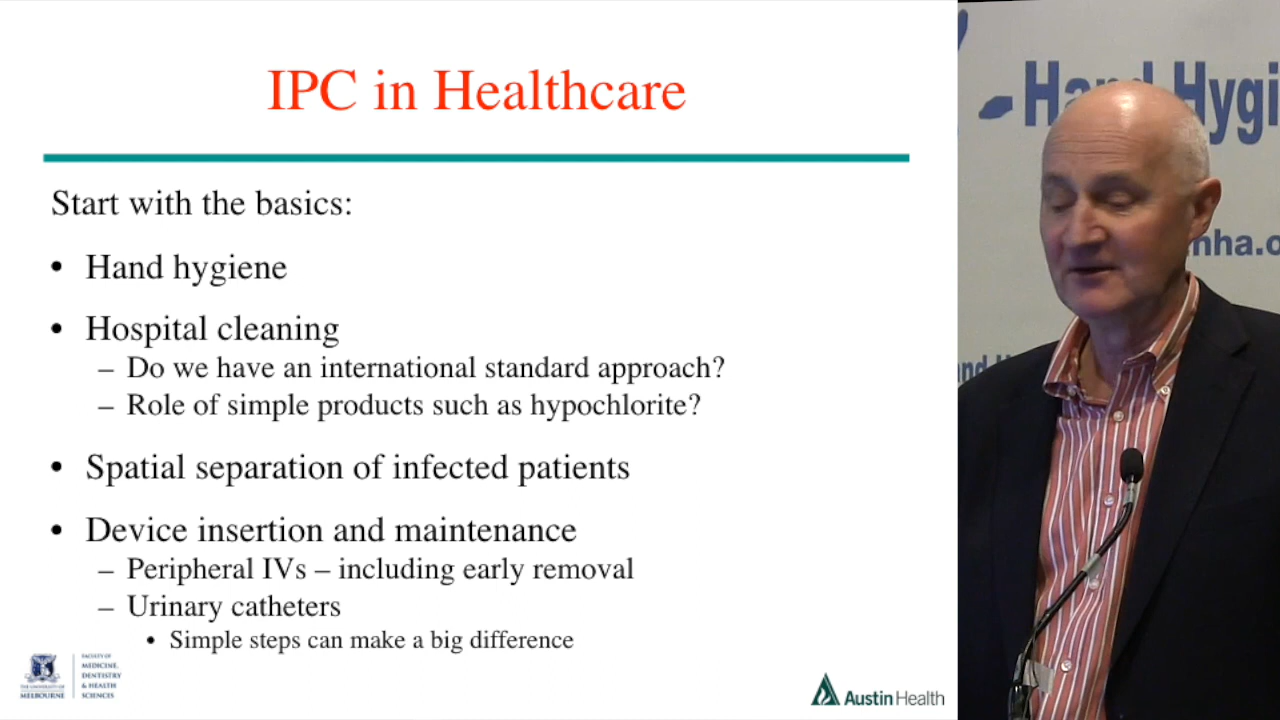 IPC in Healthcare
Start with the basics:
• Hand hygiene
• Hospital cleaning
– Do we have an international standard approach?
– Role of simple products such as hypochlorite?
• Spatial separation of infected patients
• Device insertion and maintenance
– Peripheral IVs – including early removal
– Urinary catheters
• Simple steps can make a big difference
THE UNIVERSITY OF
MELBOURNE
FACULTY OF
MEDICINE,
DENTISTRY
& HEALTH
SCIENCES
Austin Health
Hand Hygi
nha.o